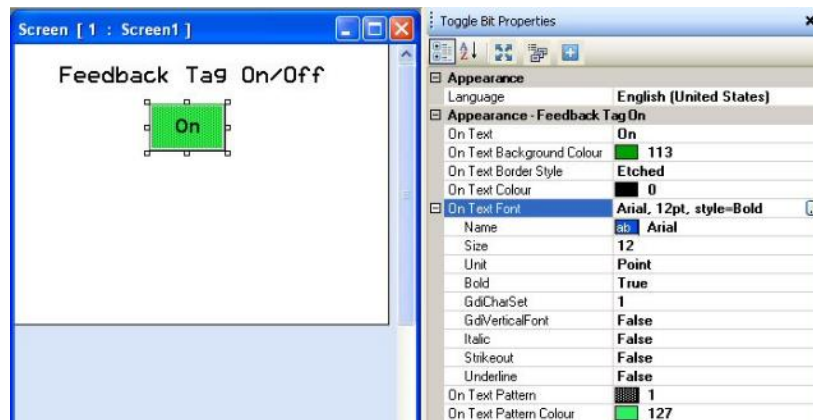 Screen [ 1 : Screen1 ]
Feedback Tag On/Off
On
Toggle Bit Properties
Appearance
Language English (United States)
Appearance - Feedback Tag On
On Text On
On Text Background Colour 113
On Text Border Style Etched
On Text Colour 0
On Text Font Arial, 12pt, style=Bold
Name ab Arial
Size 12
Unit Point
Bold True
GdiCharSet 1
GdiVerticalFont False
Italic False
Strikeout False
Underline False
On Text Pattern 1
On Text Pattern Colour 127